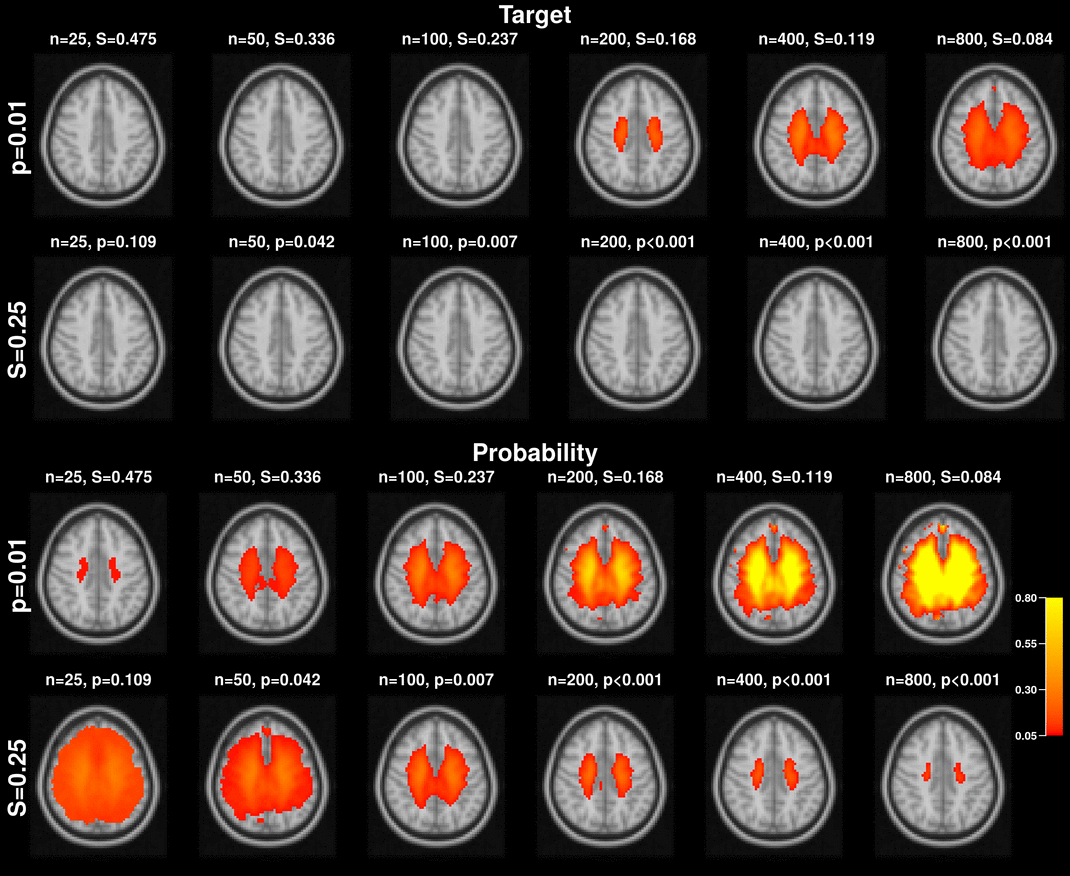 Target
n=25, S=0.475 n=50, S=0.336 n=100, S=0.237 n=200, S=0.168 n=400, S=0.119 n=800, S=0.084
p=0.01
n=25, p=0.109 n=50, p=0.042 n=100, p=0.007 n=200, p<0.001 n=400, p<0.001 n=800, p<0.001
S=0.25
Probability
n=25, S=0.475 n=50, S=0.336 n=100, S=0.237 n=200, S=0.168 n=400, S=0.119 n=800, S=0.084
p=0.01
0.80
0.55
0.30
0.05
n=25, p=0.109 n=50, p=0.042 n=100, p=0.007 n=200, p<0.001 n=400, p<0.001 n=800, p<0.001
S=0.25